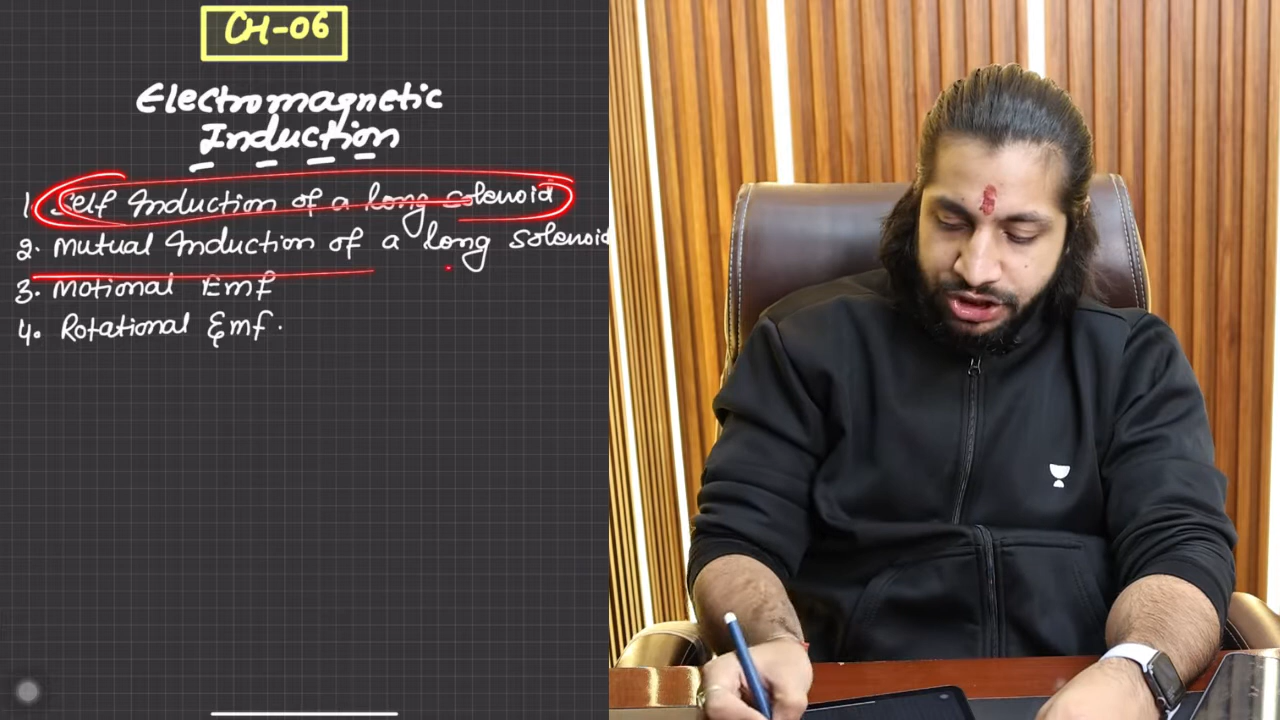 CH-06
Electromagnetic
Induction
1. Self Induction of a long solenoid
2. Mutual Induction of a long solenoid
3. Motional Emf
4. Rotational Emf.